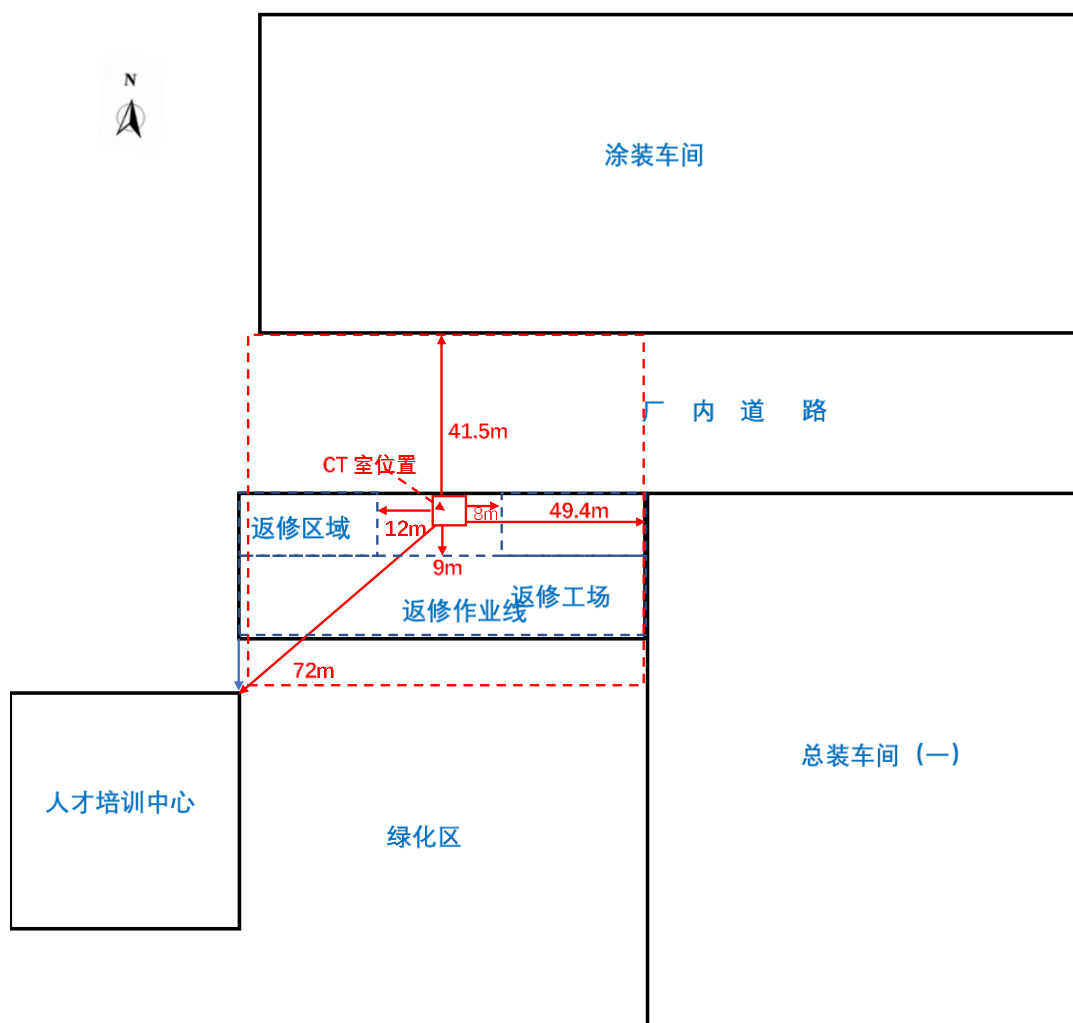 N
涂装车间
厂 内 道 路
41.5m
CT 室位置
8m
49.4m
返修区域
12m
9m
返修工场
返修作业线
72m
总装车间（一）
人才培训中心
绿化区